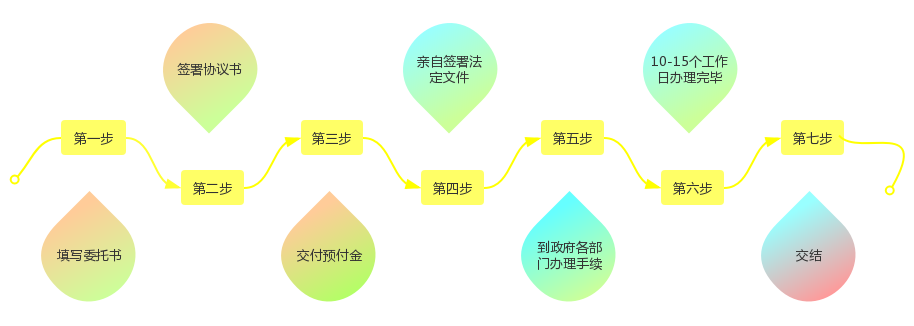 签署协议书
亲自签署法
定文件
10-15个工作
日办理完毕
第一步
第三步
第五步
第七步
第二步
第四步
第六步
填写委托书
交付预付金
到政府各部
门办理手续
交结